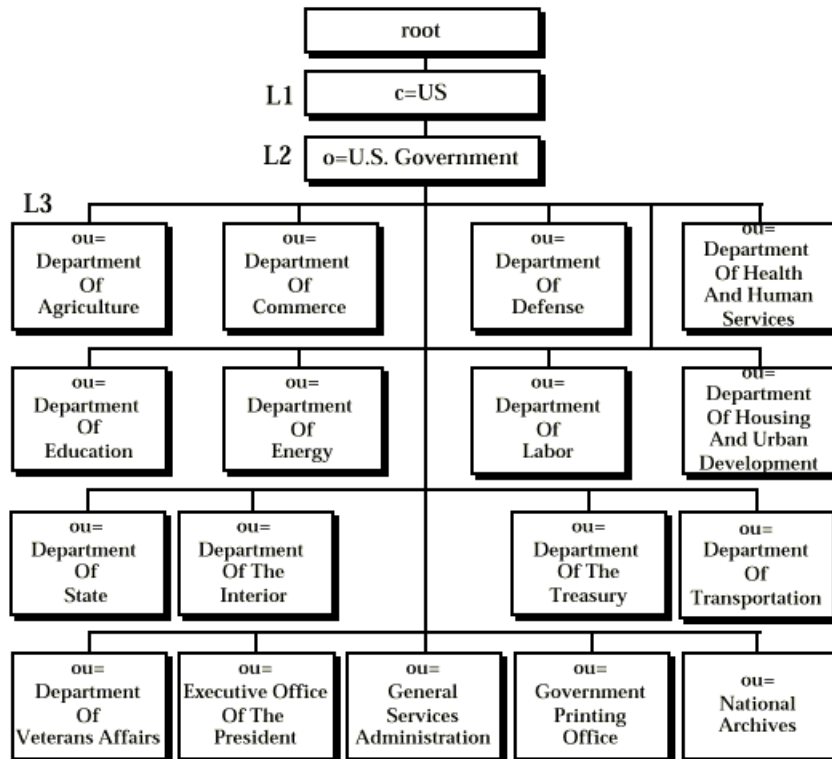 root
L1
c=US
L2
o=U.S. Government
L3
ou=
Department
Of
Agriculture
ou=
Department
Of
Commerce
ou=
Department
Of
Defense
ou=
Department
Of Health
And Human
Services
ou=
Department
Of
Education
ou=
Department
Of
Energy
ou=
Department
Of
Labor
ou=
Department
Of Housing
And Urban
Development
ou=
Department
Of
State
ou=
Department
Of The
Interior
ou=
Department
Of The
Treasury
ou=
Department
Of
Transportation
ou=
Department
Of
Veterans Affairs
ou=
Executive Office
Of The
President
ou=
General
Services
Administration
ou=
Government
Printing
Office
ou=
National
Archives